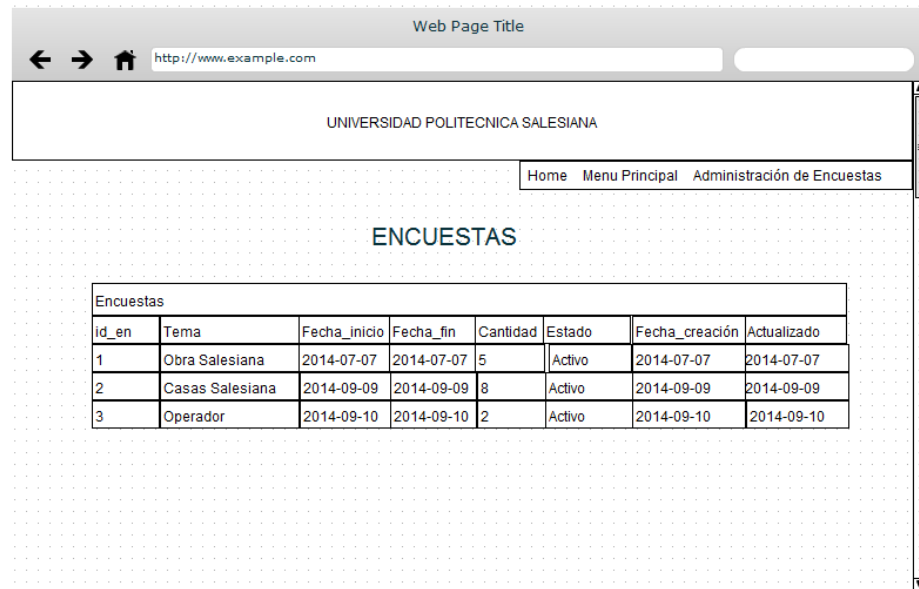 Web Page Title
http://www.example.com
UNIVERSIDAD POLITECNICA SALESIANA
Home Menu Principal Administración de Encuestas
ENCUESTAS
Encuestas
id_en Tema Fecha_inicio Fecha_fin Cantidad Estado Fecha_creación Actualizado
1 Obra Salesiana 2014-07-07 2014-07-07 5 Activo 2014-07-07 2014-07-07
2 Casas Salesiana 2014-09-09 2014-09-09 8 Activo 2014-09-09 2014-09-09
3 Operador 2014-09-10 2014-09-10 2 Activo 2014-09-10 2014-09-10